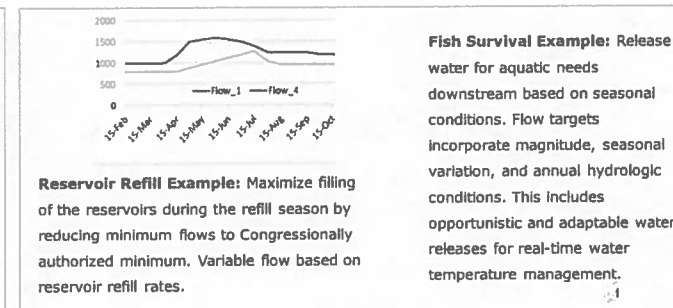 2000
1500
1000
500
0
Flow_1 Flow_4
15-Feb 15-Mar 15-Apr 15-May 15-Jun 15-Jul 15-Aug 15-Sep 15-Oct
Reservoir Refill Example: Maximize filling
of the reservoirs during the refill season by
reducing minimum flows to Congressionally
authorized minimum. Variable flow based on
reservoir refill rates.
Fish Survival Example: Release
water for aquatic needs
downstream based on seasonal
conditions. Flow targets
incorporate magnitude, seasonal
variation, and annual hydrologic
conditions. This includes
opportunistic and adaptable water
releases for real-time water
temperature management.